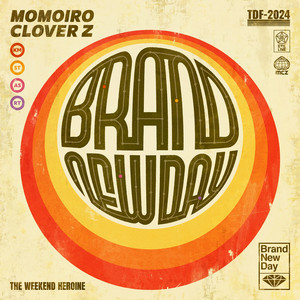 MOMOIRO
CLOVER Z
TDF-2024
KM
ST
AS
RT
MCZ
BRAND
NEW DAY
THE WEEKEND HEROINE
Brand
New
Day